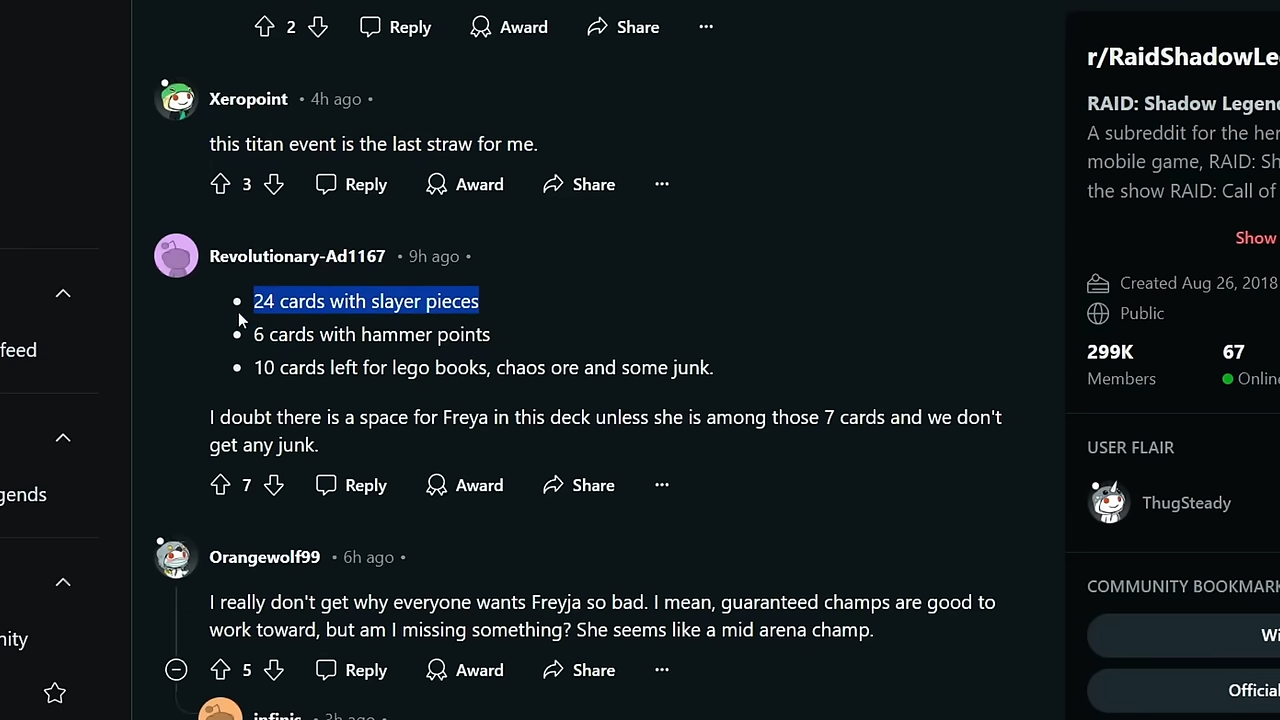 2 Reply Award Share
Xeropoint • 4h ago •
this titan event is the last straw for me.
3 Reply Award Share
Revolutionary-Ad1167 • 9h ago •
• 24 cards with slayer pieces
• 6 cards with hammer points
• 10 cards left for lego books, chaos ore and some junk.
I doubt there is a space for Freya in this deck unless she is among those 7 cards and we don't
get any junk.
7 Reply Award Share
Orangewolf99 • 6h ago •
I really don't get why everyone wants Freyja so bad. I mean, guaranteed champs are good to
work toward, but am I missing something? She seems like a mid arena champ.
5 Reply Award Share
feed
gends
nity
r/RaidShadowLe
RAID: Shadow Legen
A subreddit for the her
mobile game, RAID: Sh
the show RAID: Call of
Show
Created Aug 26, 2018
Public
299K 67
Members Onlin
USER FLAIR
ThugSteady
COMMUNITY BOOKMAR
Wi
Official